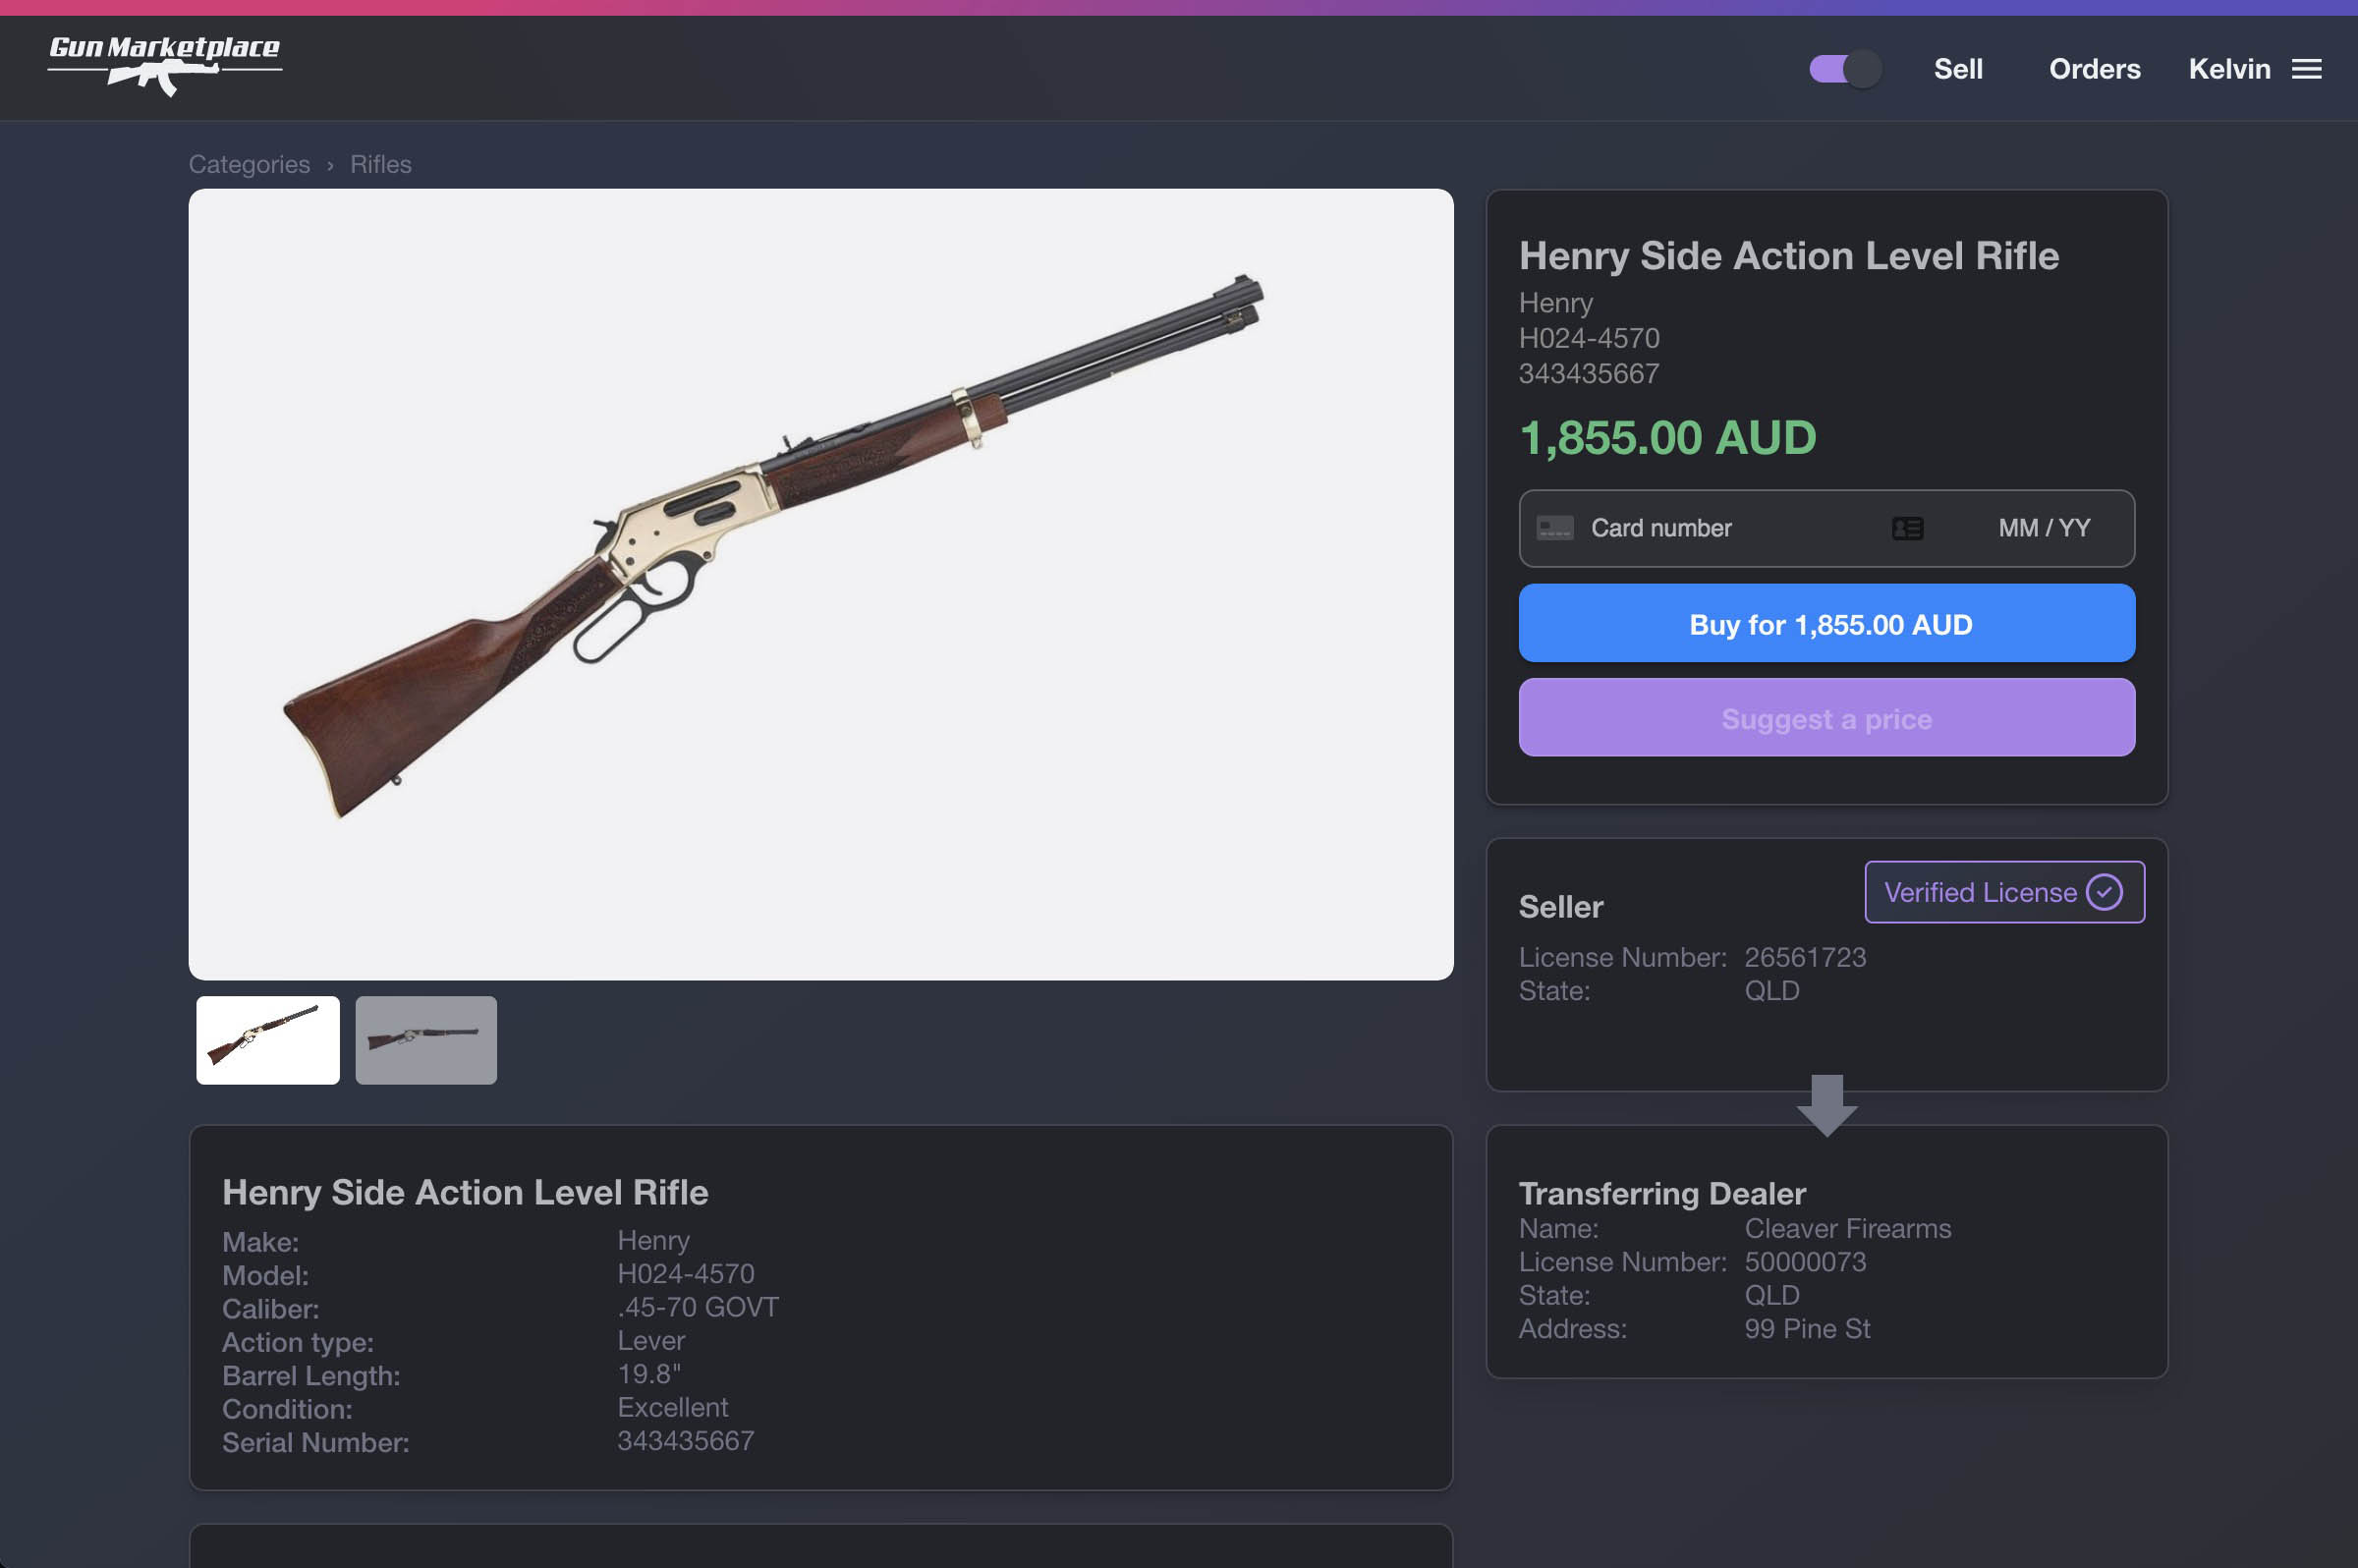 Gun Marketplace
Sell
Orders
Kelvin
Categories › Rifles
Henry Side Action Level Rifle
Henry
H024-4570
343435667
1,855.00 AUD
Card number
MM / YY
Buy for 1,855.00 AUD
Suggest a price
Seller
Verified License
License Number: 26561723
State: QLD
Henry Side Action Level Rifle
Make: Henry
Model: H024-4570
Caliber: .45-70 GOVT
Action type: Lever
Barrel Length: 19.8"
Condition: Excellent
Serial Number: 343435667
Transferring Dealer
Name: Cleaver Firearms
License Number: 50000073
State: QLD
Address: 99 Pine St